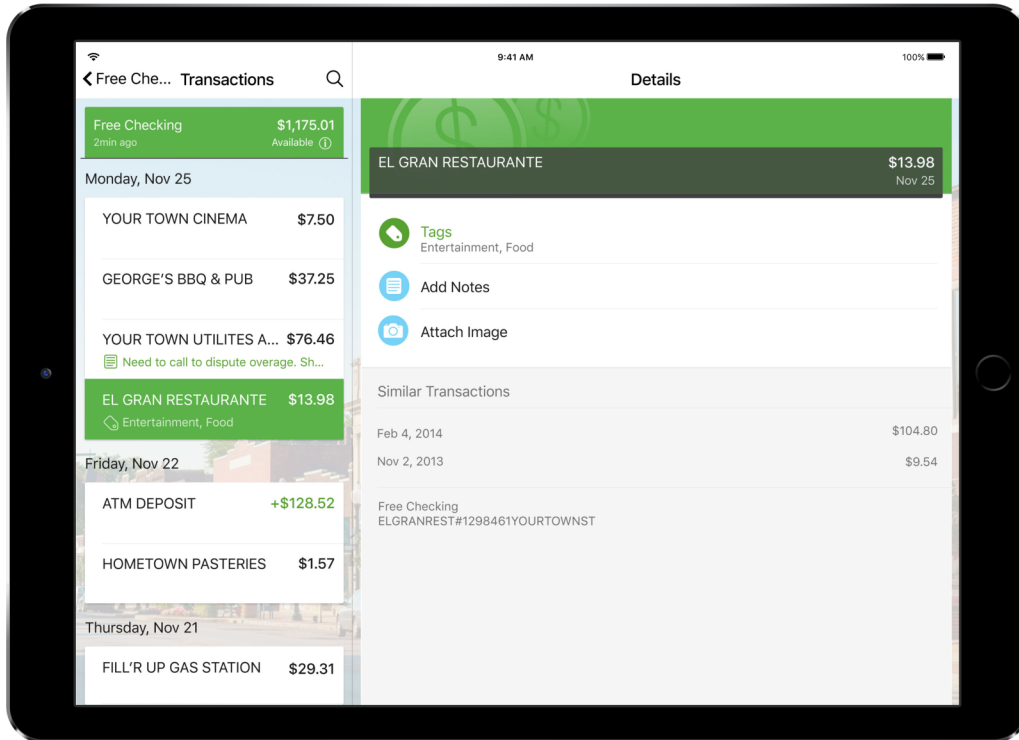 9:41 AM
100%
Free Che... Transactions
Details
Free Checking $1,175.01
2min ago Available
Monday, Nov 25
YOUR TOWN CINEMA $7.50
GEORGE'S BBQ & PUB $37.25
YOUR TOWN UTILITES A... $76.46
Need to call to dispute overage. Sh...
EL GRAN RESTAURANTE $13.98
Entertainment, Food
Friday, Nov 22
ATM DEPOSIT +$128.52
HOMETOWN PASTERIES $1.57
Thursday, Nov 21
FILL'R UP GAS STATION $29.31
EL GRAN RESTAURANTE $13.98
Nov 25
Tags
Entertainment, Food
Add Notes
Attach Image
Similar Transactions
Feb 4, 2014 $104.80
Nov 2, 2013 $9.54
Free Checking
ELGRANREST#1298461YOURTOWNST